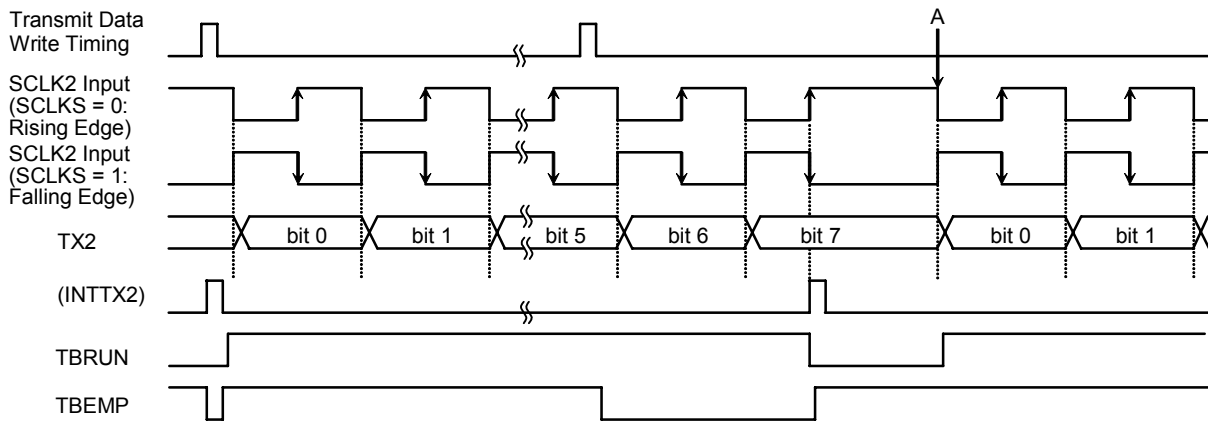 Transmit Data
Write Timing
A
SCLK2 Input
(SCLKS = 0:
Rising Edge)
SCLK2 Input
(SCLKS = 1:
Falling Edge)
TX2
bit 0
bit 1
bit 5
bit 6
bit 7
bit 0
bit 1
(INTTX2)
TBRUN
TBEMP